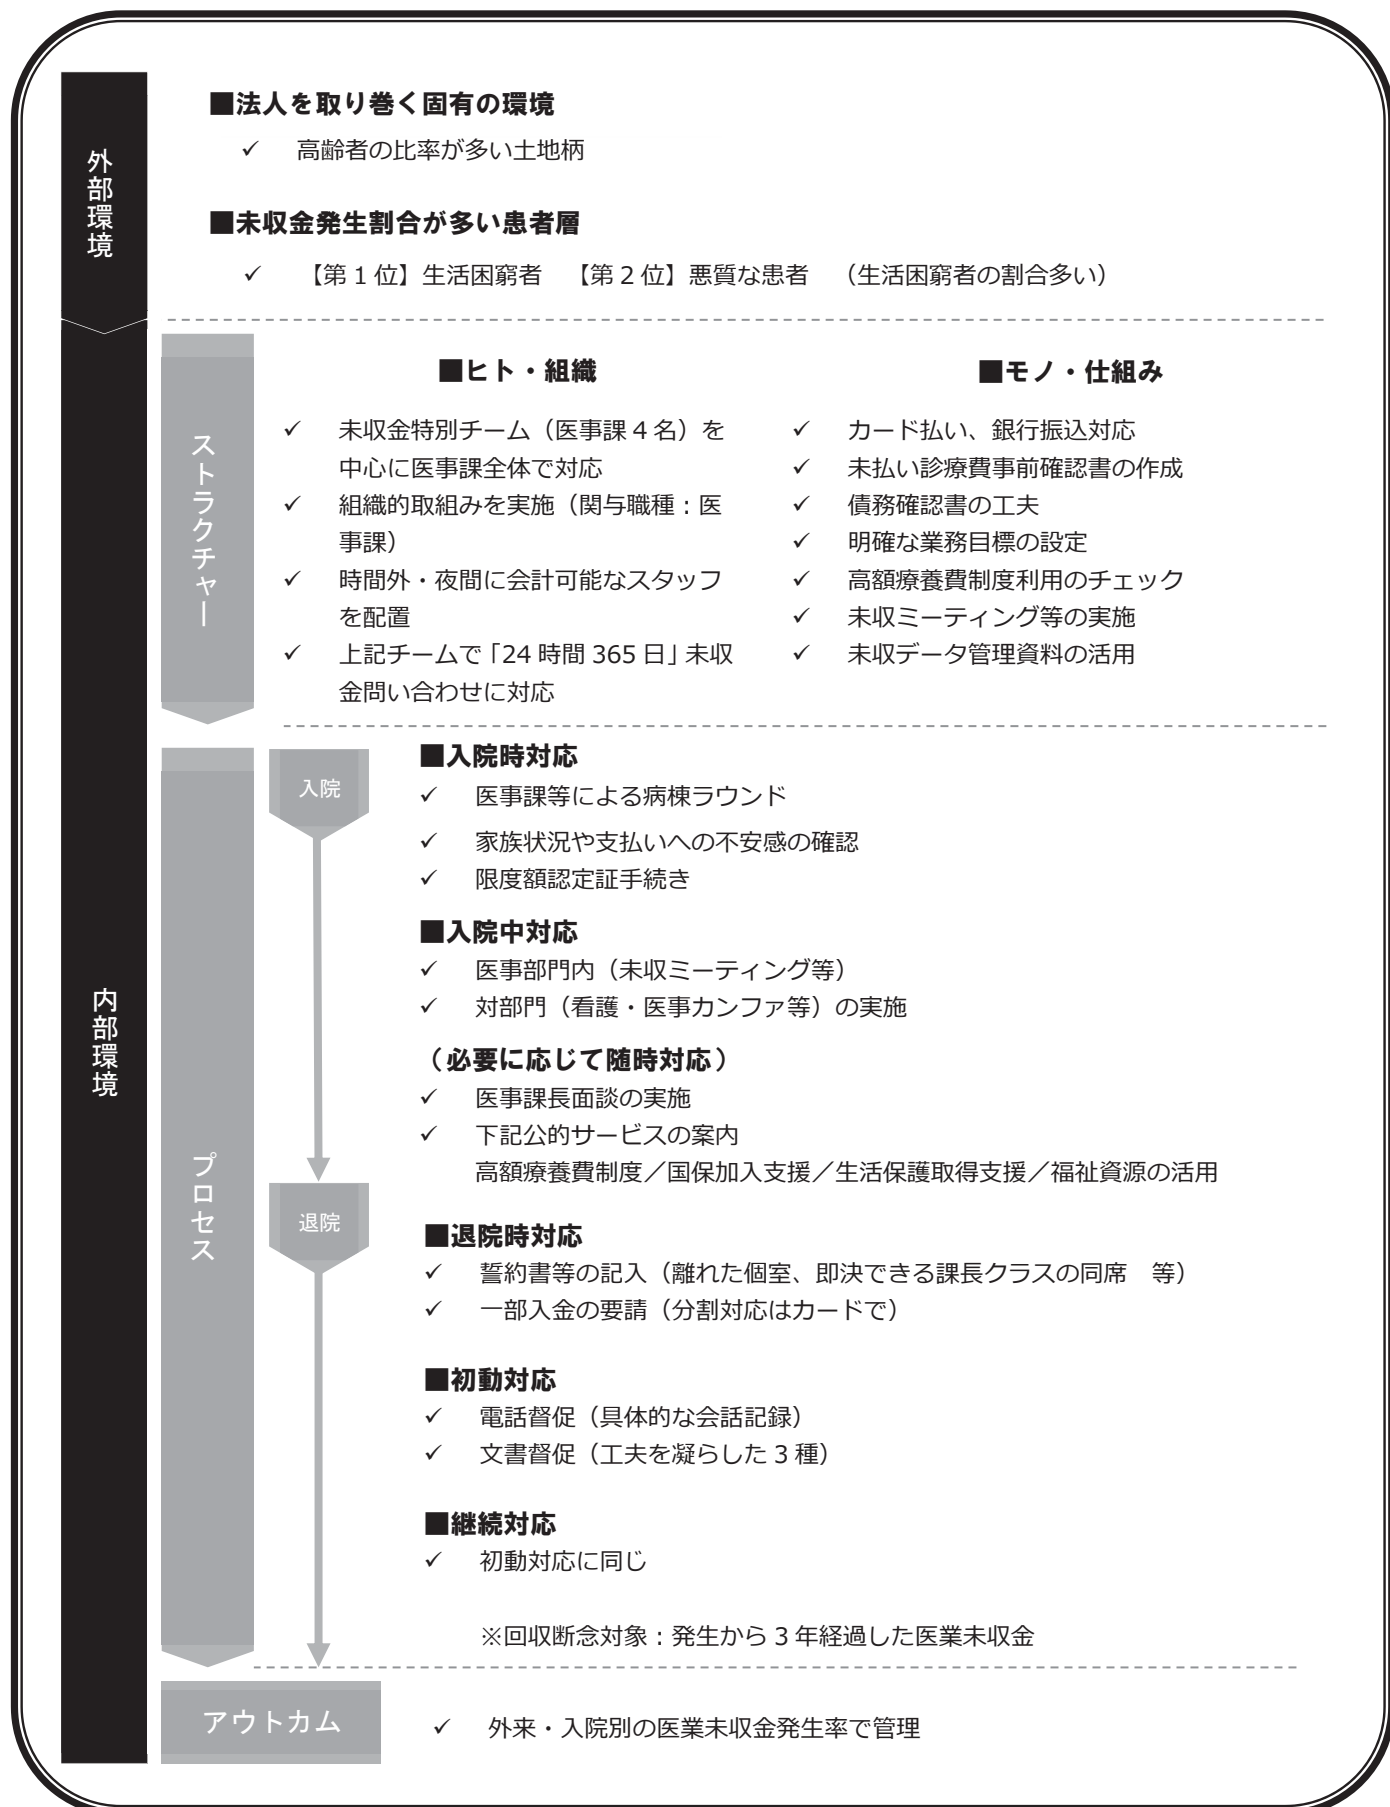 外部環境
■法人を取り巻く固有の環境
✓ 高齢者の比率が多い土地柄
■未収金発生割合が多い患者層
✓ 【第1位】生活困窮者 【第2位】悪質な患者 （生活困窮者の割合多い）
内部環境
ストラクチャー
■ヒト・組織
✓ 未収金特別チーム（医事課4名）を
中心に医事課全体で対応
✓ 組織的取組みを実施（関与職種：医
事課）
✓ 時間外・夜間に会計可能なスタッフ
を配置
✓ 上記チームで「24時間365日」未収
金問い合わせに対応
■モノ・仕組み
✓ カード払い、銀行振込対応
✓ 未払い診療費事前確認書の作成
✓ 債務確認書の工夫
✓ 明確な業務目標の設定
✓ 高額療養費制度利用のチェック
✓ 未収ミーティング等の実施
✓ 未収データ管理資料の活用
プロセス
入院
■入院時対応
✓ 医事課等による病棟ラウンド
✓ 家族状況や支払いへの不安感の確認
✓ 限度額認定証手続き
■入院中対応
✓ 医事部門内（未収ミーティング等）
✓ 対部門（看護・医事カンファ等）の実施
（必要に応じて随時対応）
✓ 医事課長面談の実施
✓ 下記公的サービスの案内
高額療養費制度／国保加入支援／生活保護取得支援／福祉資源の活用
退院
■退院時対応
✓ 誓約書等の記入（離れた個室、即決できる課長クラスの同席 等）
✓ 一部入金の要請（分割対応はカードで）
■初動対応
✓ 電話督促（具体的な会話記録）
✓ 文書督促（工夫を凝らした3種）
■継続対応
✓ 初動対応に同じ
※回収断念対象：発生から3年経過した医業未収金
アウトカム
✓ 外来・入院別の医業未収金発生率で管理